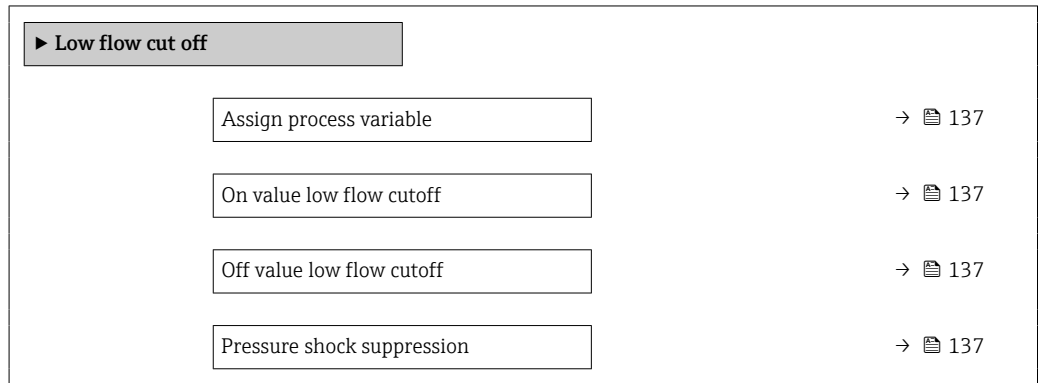 ► Low flow cut off
Assign process variable → 137
On value low flow cutoff → 137
Off value low flow cutoff → 137
Pressure shock suppression → 137